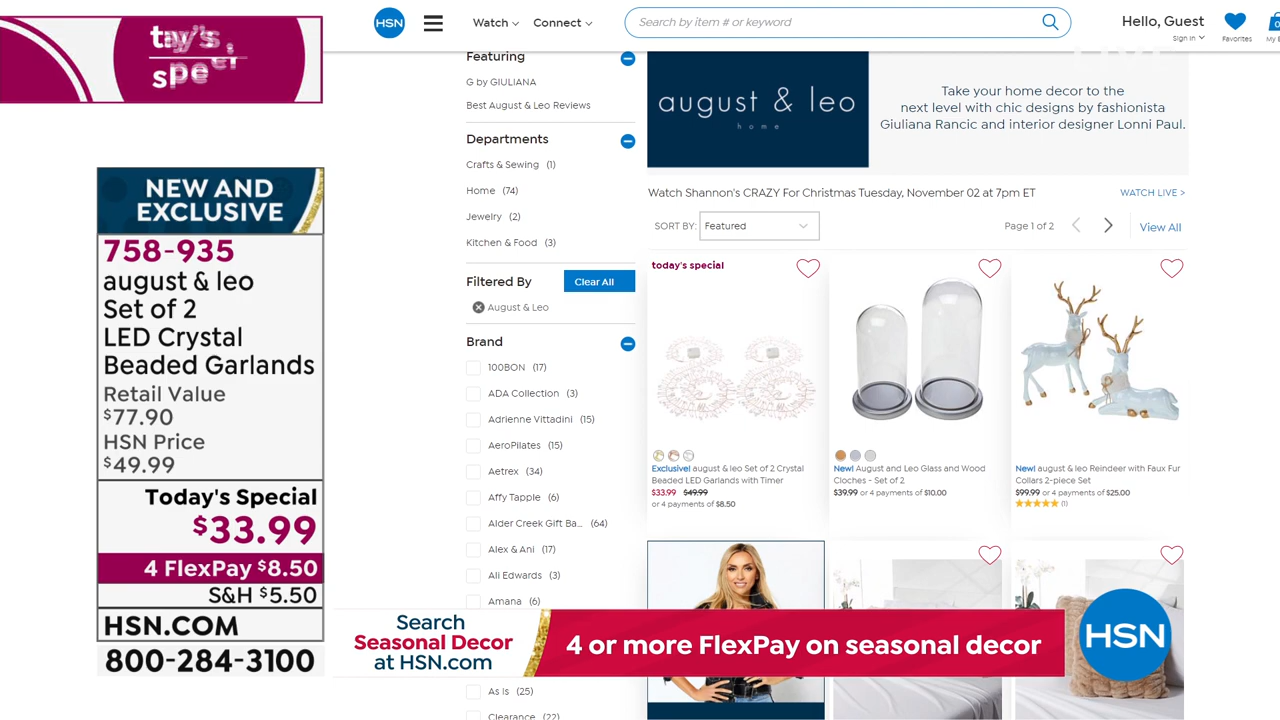 today's
special
NEW AND
EXCLUSIVE
758-935
august & leo
Set of 2
LED Crystal
Beaded Garlands
Retail Value
$77.90
HSN Price
$49.99
Today's Special
$33.99
4 FlexPay $8.50
S&H $5.50
HSN.COM
800-284-3100
HSN
Watch
Connect
Search by item # or keyword
Hello, Guest
Sign In
Favorites
Featuring
G by GIULIANA
Best August & Leo Reviews
Departments
Crafts & Sewing (1)
Home (74)
Jewelry (2)
Kitchen & Food (3)
Filtered By
Clear All
August & Leo
Brand
100BON (17)
ADA Collection (3)
Adrienne Vittadini (15)
AeroPilates (15)
Aetrex (34)
Affy Tapple (6)
Alder Creek Gift Ba... (64)
Alex & Ani (17)
Ali Edwards (3)
Amana (6)
As Is (25)
Clearance (22)
august & leo
home
Take your home decor to the
next level with chic designs by fashionista
Giuliana Rancic and interior designer Lonni Paul.
Watch Shannon's CRAZY For Christmas Tuesday, November 02 at 7pm ET
WATCH LIVE >
SORT BY: Featured
Page 1 of 2
View All
today's special
Exclusive! august & leo Set of 2 Crystal
Beaded LED Garlands with Timer
$33.99 $49.99
or 4 payments of $8.50
New! August and Leo Glass and Wood
Cloches - Set of 2
$39.99 or 4 payments of $10.00
New! august & leo Reindeer with Faux Fur
Collars 2-piece Set
$99.99 or 4 payments of $25.00
(1)
Search
Seasonal Decor
at HSN.com
4 or more FlexPay on seasonal decor
HSN